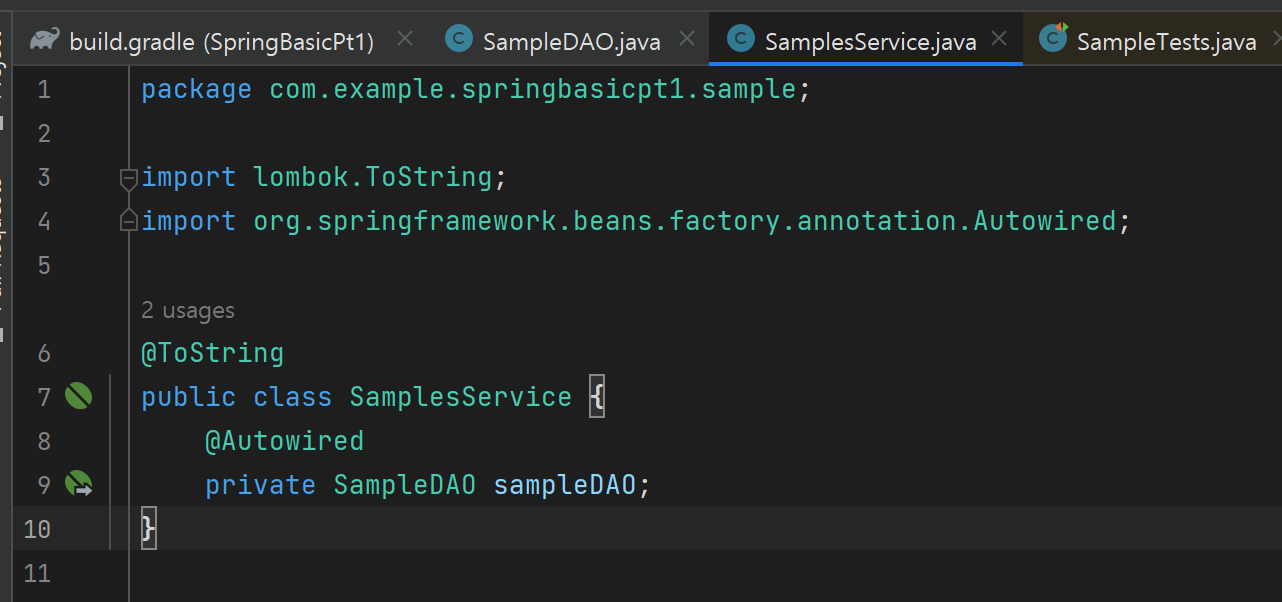 build.gradle (SpringBasicPt1) SampleDAO.java SamplesService.java SampleTests.java
1 package com.example.springbasicpt1.sample;
2
3 import lombok.ToString;
4 import org.springframework.beans.factory.annotation.Autowired;
5
2 usages
6 @ToString
7 public class SamplesService {
8 @Autowired
9 private SampleDAO sampleDAO;
10 }
11